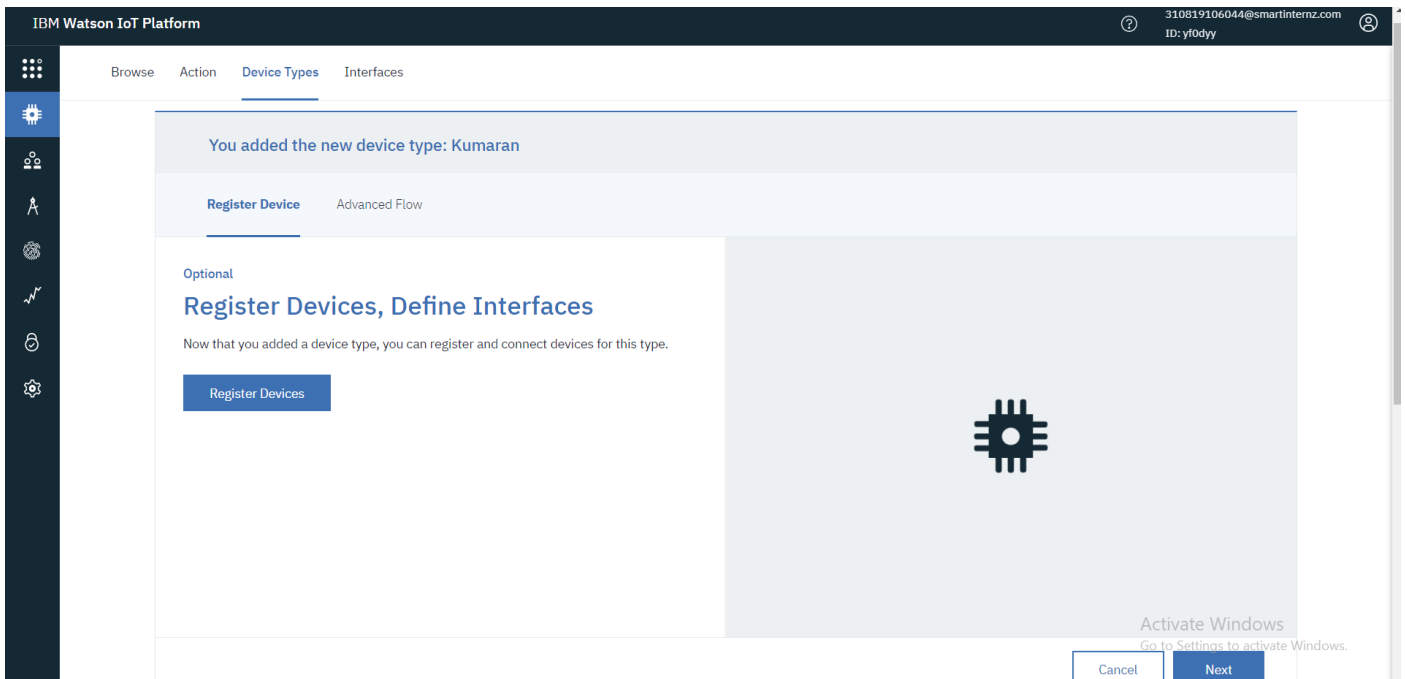 IBM Watson IoT Platform
310819106044@smartinternz.com
ID: yf0dyy
Browse Action Device Types Interfaces
You added the new device type: Kumaran
Register Device Advanced Flow
Optional
Register Devices, Define Interfaces
Now that you added a device type, you can register and connect devices for this type.
Register Devices
Activate Windows
Go to Settings to activate Windows.
Cancel Next